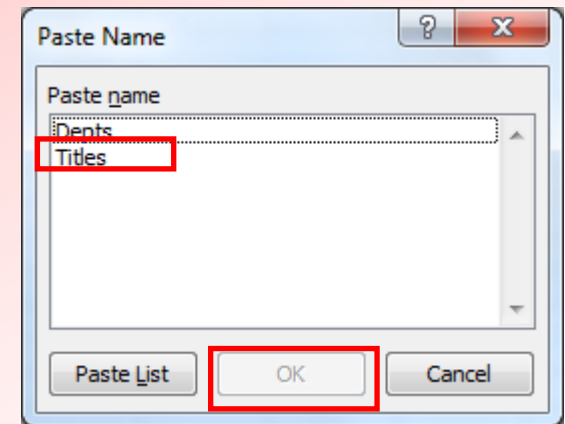 Paste Name
Paste name
Depts
Titles
Paste List
OK
Cancel